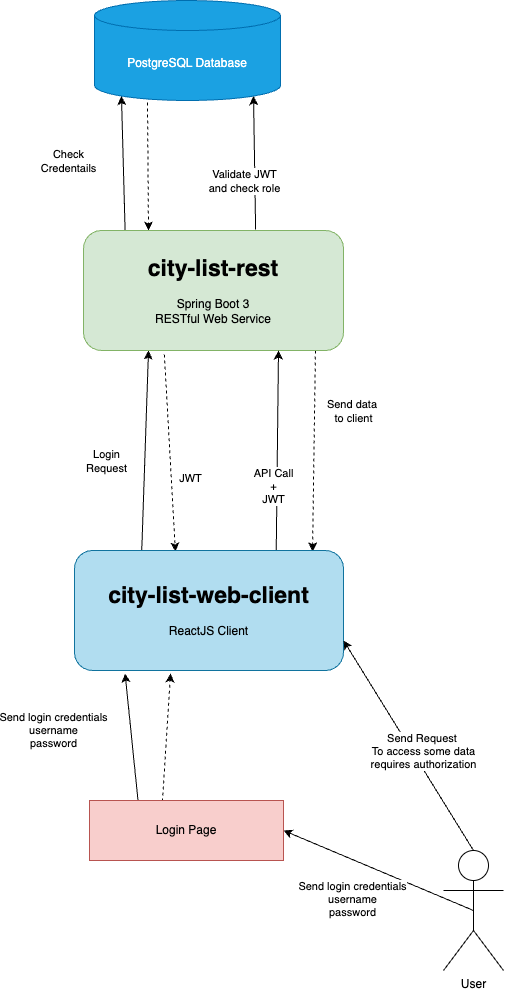 PostgreSQL Database
Check
Credentails
Validate JWT
and check role
city-list-rest
Spring Boot 3
RESTful Web Service
Send data
to client
Login
Request
JWT
API Call
+
JWT
city-list-web-client
ReactJS Client
Send login credentials
username
password
Send Request
To access some data
requires authorization
Login Page
Send login credentials
username
password
User